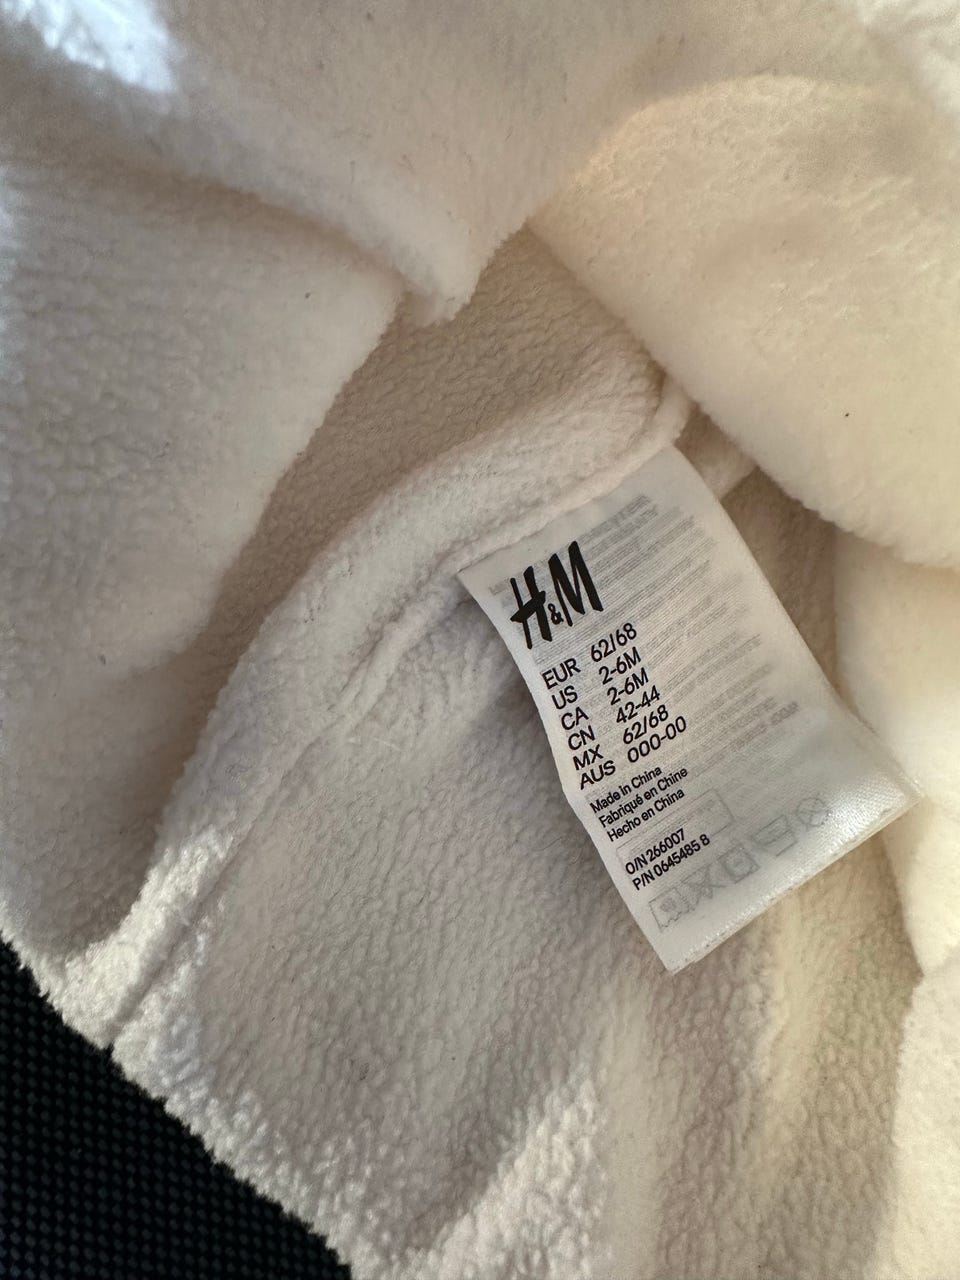 H&M
EUR 62/68
US 2-6M
CA 2-6M
CN 42-44
MX 62/68
AUS 000-00
Made in China
Fabriqué en Chine
Hecho en China
O/N 266007
P/N 0645485 8